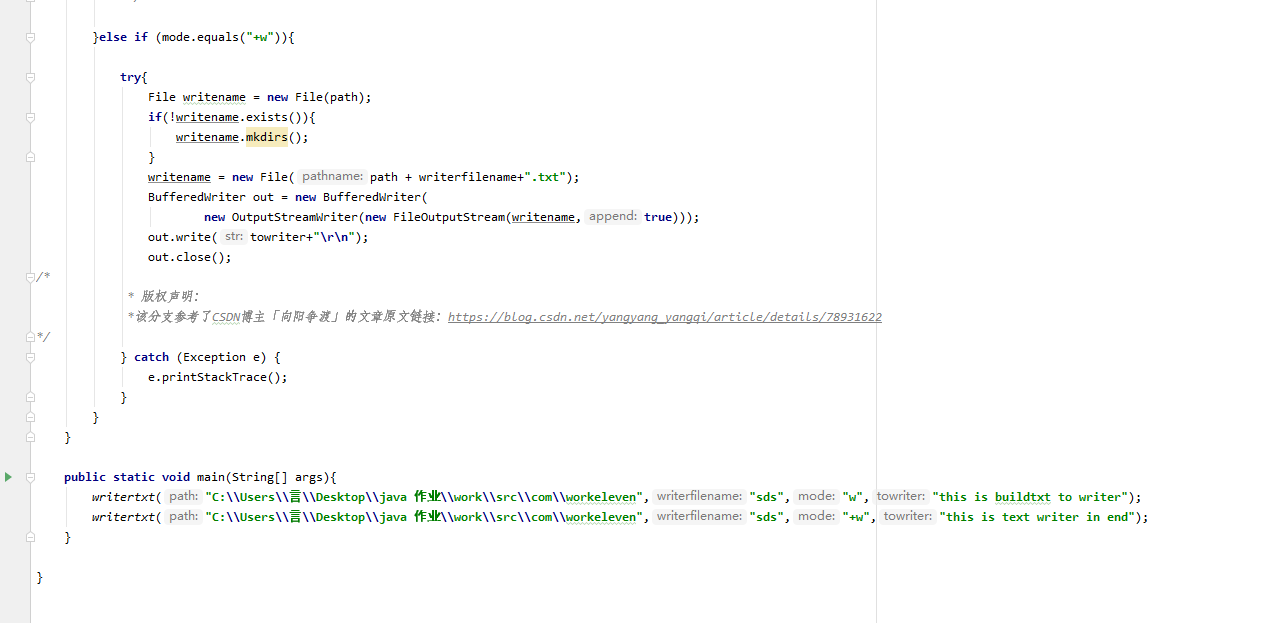 }else if (mode.equals("+w")){
try{
File writename = new File(path);
if(!writename.exists()){
writename.mkdirs();
}
writename = new File( pathname: path + writerfilename+".txt");
BufferedWriter out = new BufferedWriter(
new OutputStreamWriter(new FileOutputStream(writename, append: true)));
out.write( str: towriter+"\r\n");
out.close();
/*
* 版权声明：
*该分支参考了CSDN博主「向阳争渡」的文章原文链接：https://blog.csdn.net/yangyang_yangqi/article/details/78931622
*/
} catch (Exception e) {
e.printStackTrace();
}
}
}
public static void main(String[] args){
writertxt( path: "C:\\Users\\言\\Desktop\\java 作业\\work\\src\\com\\workeleven", writerfilename: "sds", mode: "w", towriter: "this is buildtxt to writer");
writertxt( path: "C:\\Users\\言\\Desktop\\java 作业\\work\\src\\com\\workeleven", writerfilename: "sds", mode: "+w", towriter: "this is text writer in end");
}
}